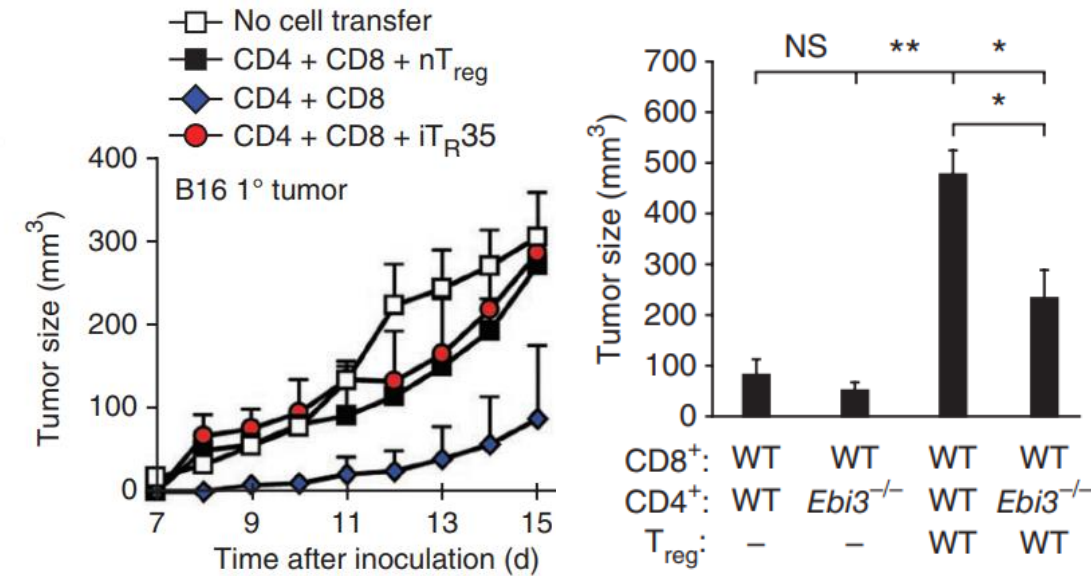 No cell transfer
CD4 + CD8 + nTreg
CD4 + CD8
CD4 + CD8 + iTR35
400
300
200
100
0
B16 1° tumor
Tumor size (mm³)
7 9 11 13 15
Time after inoculation (d)
NS ** *
*
700
600
500
400
300
200
100
0
Tumor size (mm³)
CD8⁺: WT WT WT WT
CD4⁺: WT Ebi3⁻/⁻ WT Ebi3⁻/⁻
Treg: – – WT WT